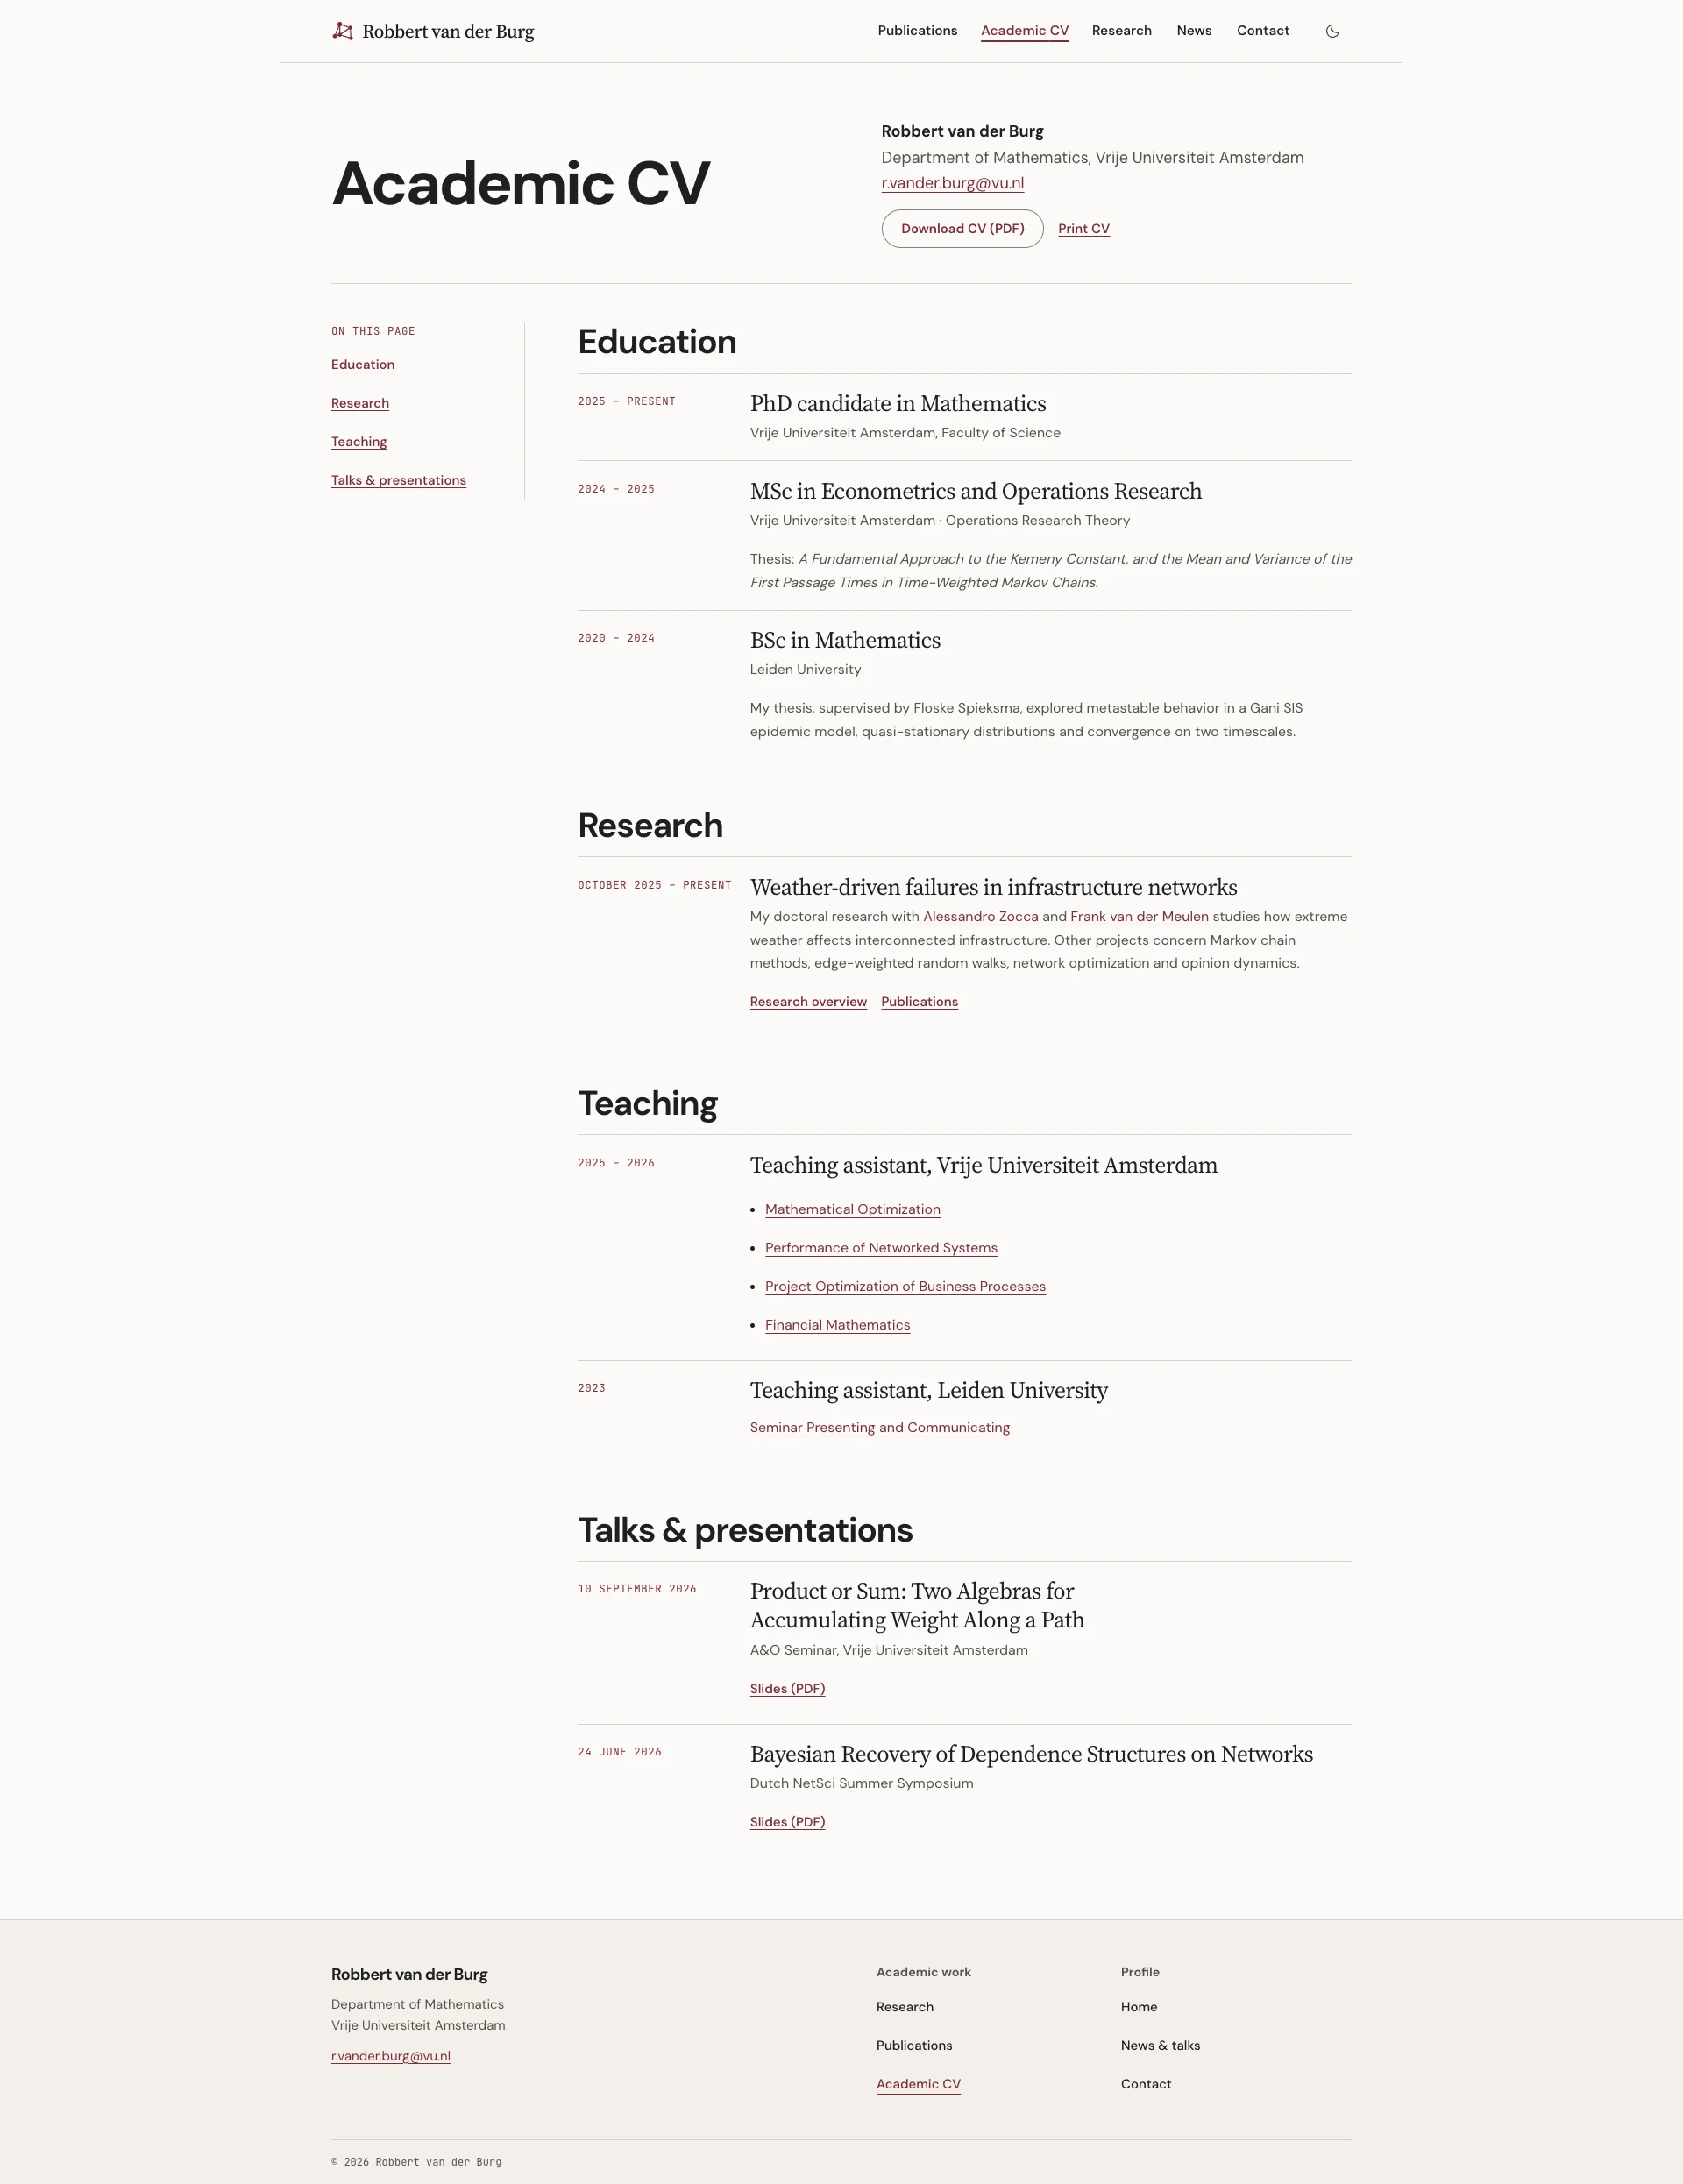 Robbert van der Burg
Publications Academic CV Research News Contact
Academic CV
Robbert van der Burg
Department of Mathematics, Vrije Universiteit Amsterdam
r.vander.burg@vu.nl
Download CV (PDF) Print CV
ON THIS PAGE
Education
Research
Teaching
Talks & presentations
Education
2025 – PRESENT
PhD candidate in Mathematics
Vrije Universiteit Amsterdam, Faculty of Science
2024 – 2025
MSc in Econometrics and Operations Research
Vrije Universiteit Amsterdam · Operations Research Theory
Thesis: A Fundamental Approach to the Kemeny Constant, and the Mean and Variance of the
First Passage Times in Time-Weighted Markov Chains.
2020 – 2024
BSc in Mathematics
Leiden University
My thesis, supervised by Floske Spieksma, explored metastable behavior in a Gani SIS
epidemic model, quasi-stationary distributions and convergence on two timescales.
Research
OCTOBER 2025 – PRESENT
Weather-driven failures in infrastructure networks
My doctoral research with Alessandro Zocca and Frank van der Meulen studies how extreme
weather affects interconnected infrastructure. Other projects concern Markov chain
methods, edge-weighted random walks, network optimization and opinion dynamics.
Research overview Publications
Teaching
2025 – 2026
Teaching assistant, Vrije Universiteit Amsterdam
• Mathematical Optimization
• Performance of Networked Systems
• Project Optimization of Business Processes
• Financial Mathematics
2023
Teaching assistant, Leiden University
Seminar Presenting and Communicating
Talks & presentations
10 SEPTEMBER 2026
Product or Sum: Two Algebras for
Accumulating Weight Along a Path
A&O Seminar, Vrije Universiteit Amsterdam
Slides (PDF)
24 JUNE 2026
Bayesian Recovery of Dependence Structures on Networks
Dutch NetSci Summer Symposium
Slides (PDF)
Robbert van der Burg
Department of Mathematics
Vrije Universiteit Amsterdam
r.vander.burg@vu.nl
Academic work
Research
Publications
Academic CV
Profile
Home
News & talks
Contact
© 2026 Robbert van der Burg